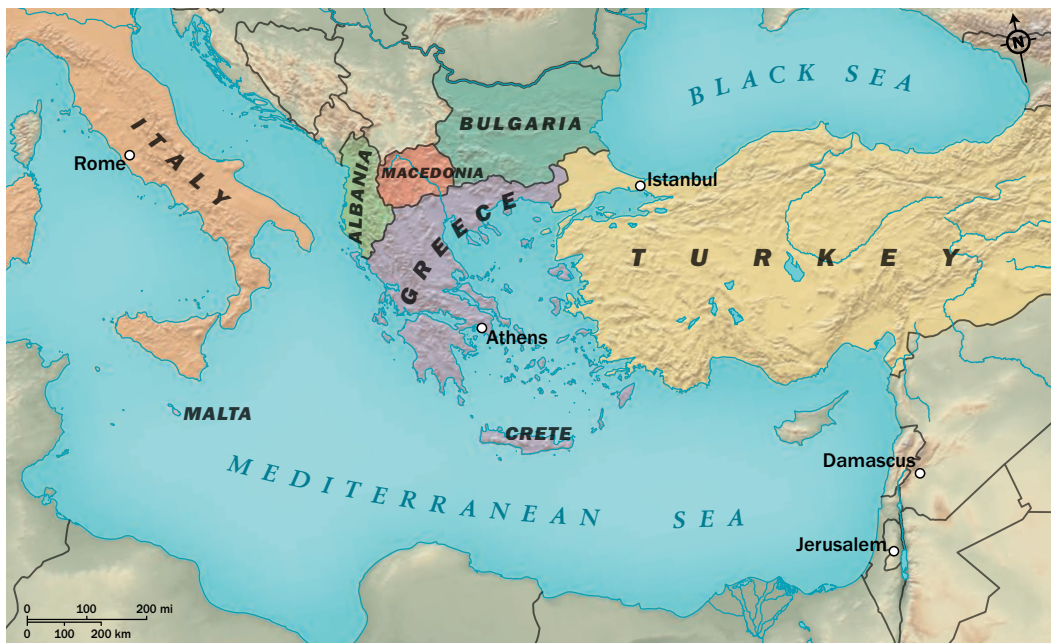 N
BLACK SEA
BULGARIA
ITALY
Rome
ALBANIA
MACEDONIA
Istanbul
GREECE
TURKEY
Athens
MALTA
CRETE
MEDITERRANEAN SEA
Damascus
Jerusalem
0 100 200 mi
0 100 200 km